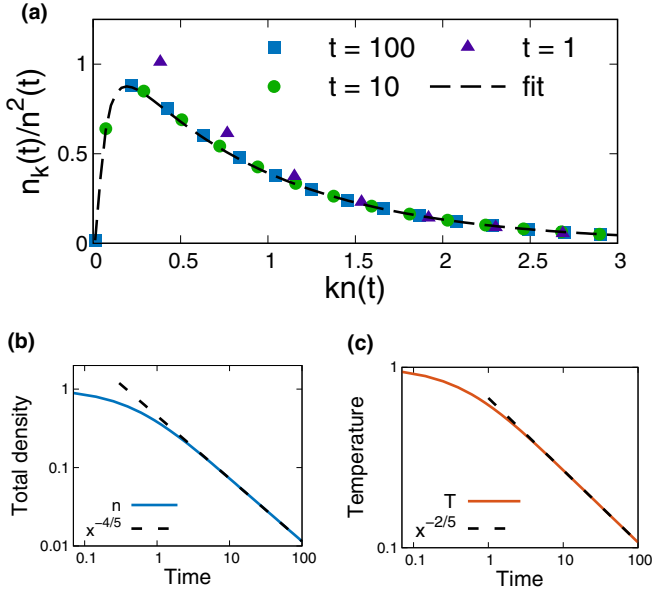 (a)
t = 100
t = 1
t = 10
fit
n_k(t)/n²(t)
1
0.5
0
0 0.5 1 1.5 2 2.5 3
kn(t)
(b)
Total density
1
0.1
0.01
n
x^{-4/5}
0.1 1 10 100
Time
(c)
Temperature
1
0.1
T
x^{-2/5}
0.1 1 10 100
Time